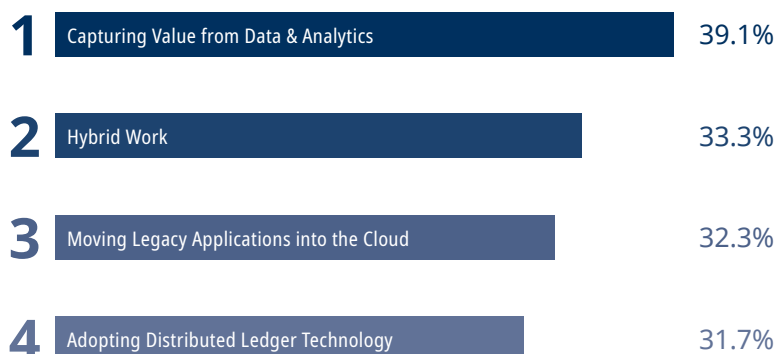 1 Capturing Value from Data & Analytics 39.1%
2 Hybrid Work 33.3%
3 Moving Legacy Applications into the Cloud 32.3%
4 Adopting Distributed Ledger Technology 31.7%